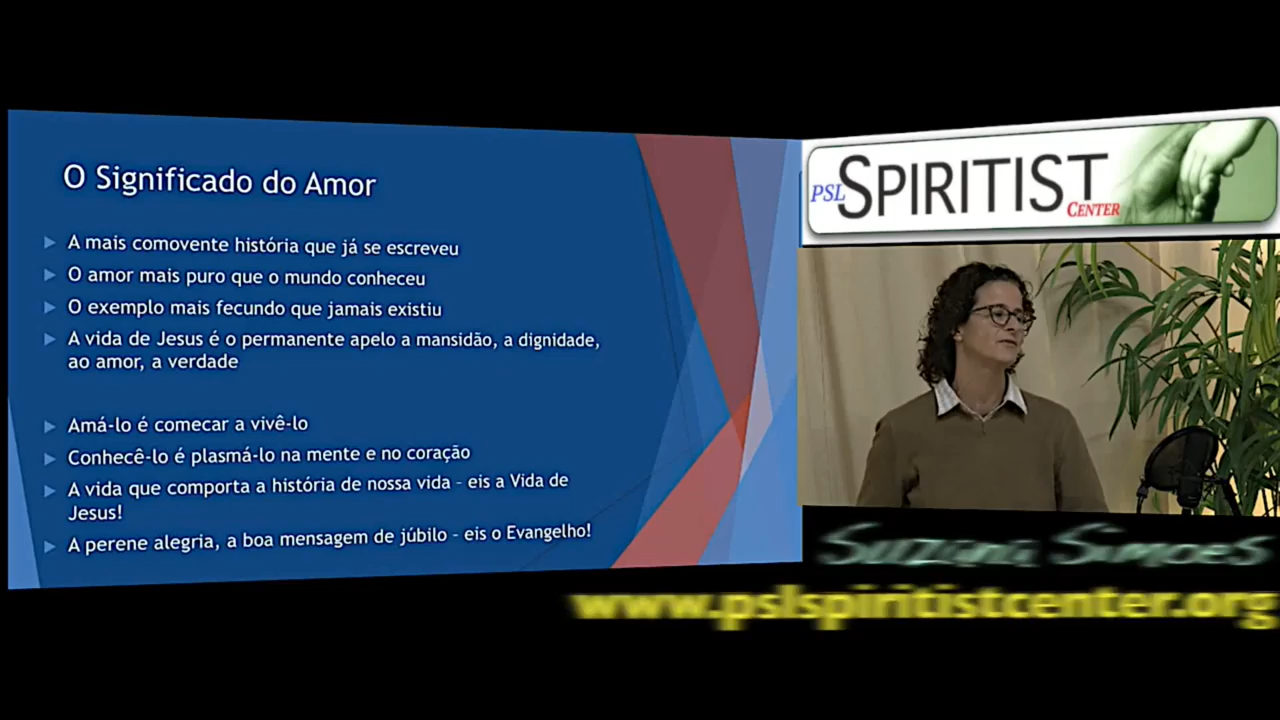 O Significado do Amor
A mais comovente história que já se escreveu
O amor mais puro que o mundo conheceu
O exemplo mais fecundo que jamais existiu
A vida de Jesus é o permanente apelo a mansidão, a dignidade,
ao amor, a verdade
Amá-lo é comecar a vivê-lo
Conhecê-lo é plasmá-lo na mente e no coração
A vida que comporta a história de nossa vida – eis a Vida de
Jesus!
A perene alegria, a boa mensagem de júbilo – eis o Evangelho!
PSL SPIRITIST
CENTER
Suzana Simoes
www.pslspiritistcenter.org